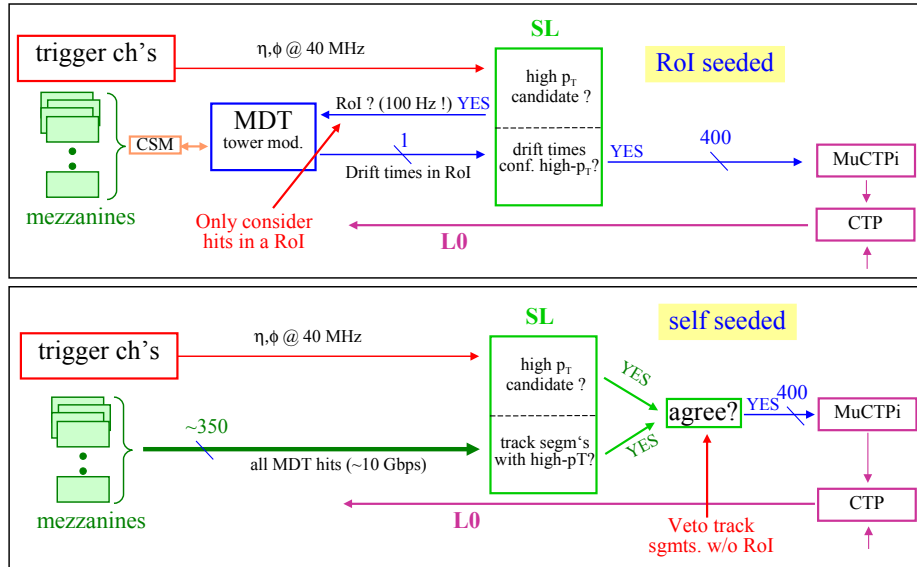 SL
trigger ch's
η,ϕ @ 40 MHz
high pT
candidate ?
RoI seeded
RoI ? (100 Hz !) YES
MDT
tower mod.
CSM
1
Drift times in RoI
drift times
conf. high-pT?
YES
400
MuCTPi
mezzanines
Only consider
hits in a RoI
L0
CTP
SL
self seeded
trigger ch's
η,ϕ @ 40 MHz
high pT
candidate ?
YES
agree?
YES
400
MuCTPi
~350
all MDT hits (~10 Gbps)
track segm‘s
with high-pT?
YES
mezzanines
L0
CTP
Veto track
sgmts. w/o RoI